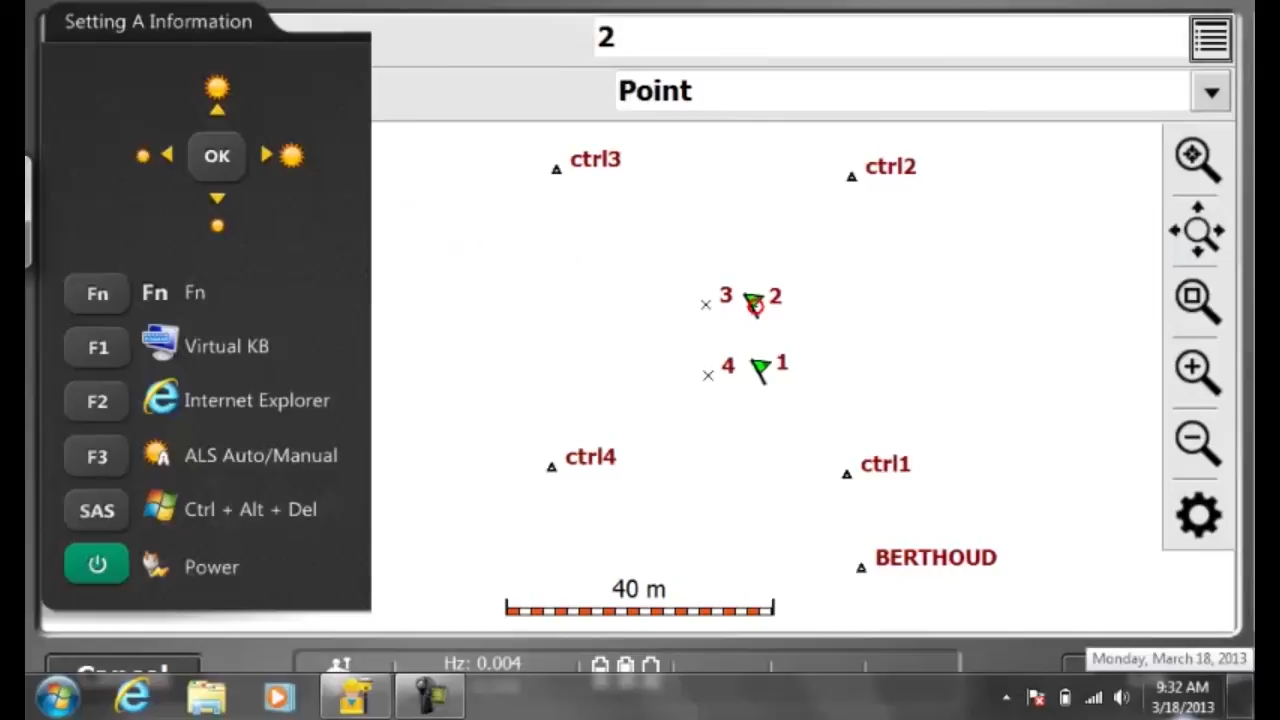 Setting A Information
2
Point
OK
Fn Fn Fn
F1 Virtual KB
F2 Internet Explorer
F3 ALS Auto/Manual
SAS Ctrl + Alt + Del
Power
ctrl3
ctrl2
3
2
4
1
ctrl4
ctrl1
BERTHOUD
40 m
Cancel
Hz: 0.004
Monday, March 18, 2013
9:32 AM
3/18/2013